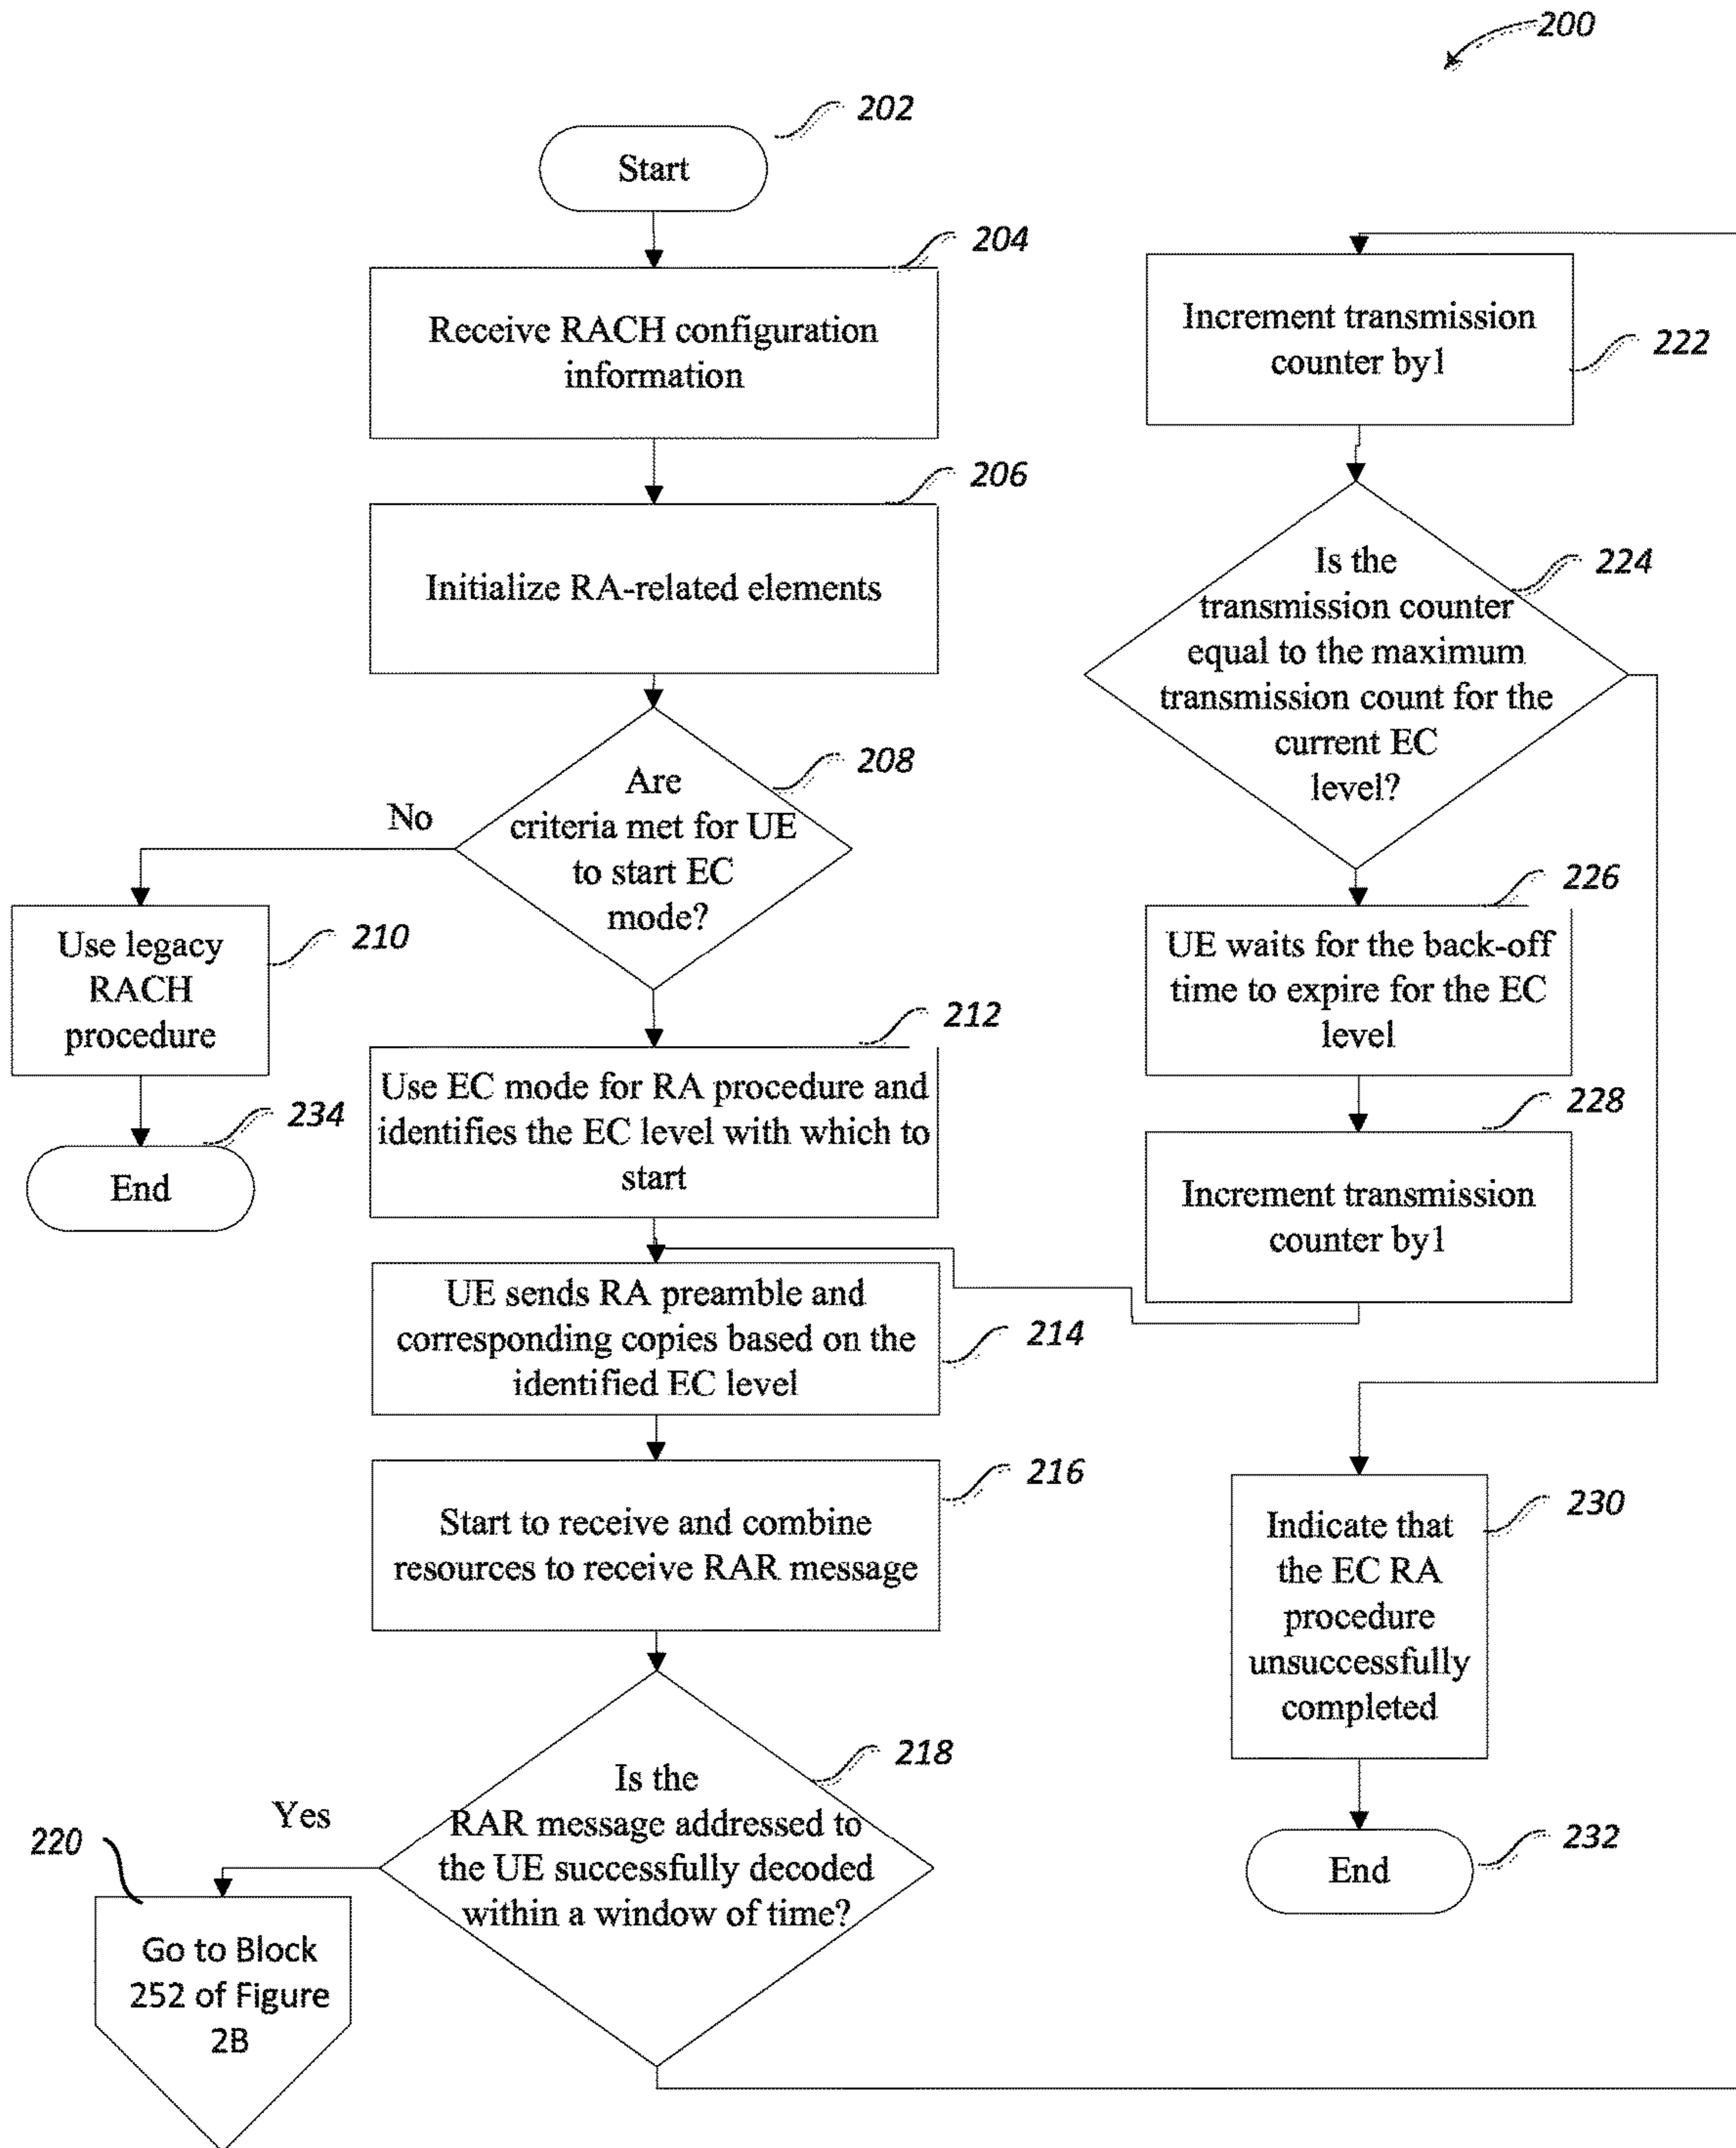 200
202
Start
204
Receive RACH configuration
information
206
Initialize RA-related elements
208
Are
criteria met for UE
to start EC
mode?
No
210
Use legacy
RACH
procedure
234
End
212
Use EC mode for RA procedure and
identifies the EC level with which to
start
214
UE sends RA preamble and
corresponding copies based on the
identified EC level
216
Start to receive and combine
resources to receive RAR message
218
Is the
RAR message addressed to
the UE successfully decoded
within a window of time?
Yes
220
Go to Block
252 of Figure
2B
222
Increment transmission
counter by1
224
Is the
transmission counter
equal to the maximum
transmission count for the
current EC
level?
226
UE waits for the back-off
time to expire for the EC
level
228
Increment transmission
counter by1
230
Indicate that
the EC RA
procedure
unsuccessfully
completed
232
End